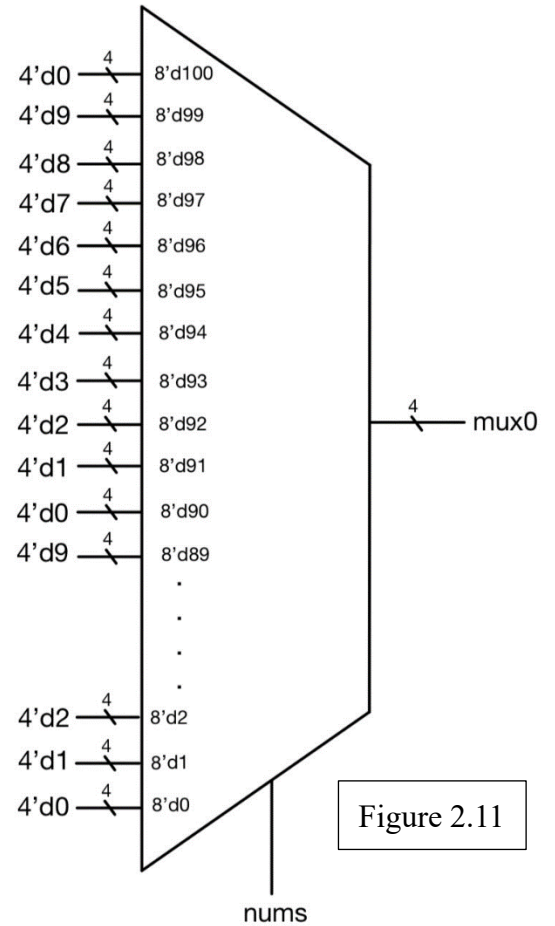 4
4'd0 8'd100
4
4'd9 8'd99
4
4'd8 8'd98
4
4'd7 8'd97
4
4'd6 8'd96
4
4'd5 8'd95
4
4'd4 8'd94
4
4'd3 8'd93
4
4'd2 8'd92
4
mux0
4
4'd1 8'd91
4
4'd0 8'd90
4
4'd9 8'd89
.
.
.
.
4
4'd2 8'd2
4
4'd1 8'd1
4
4'd0 8'd0
Figure 2.11
nums